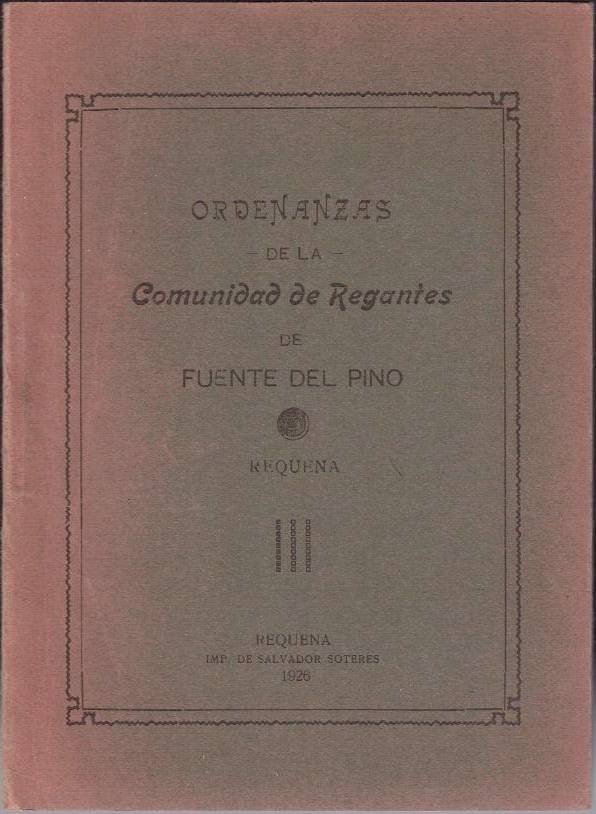 ORDENANZAS
- DE LA -
Comunidad de Regantes
DE
FUENTE DEL PINO
REQUENA
REQUENA
IMP. DE SALVADOR SOTERES
1926